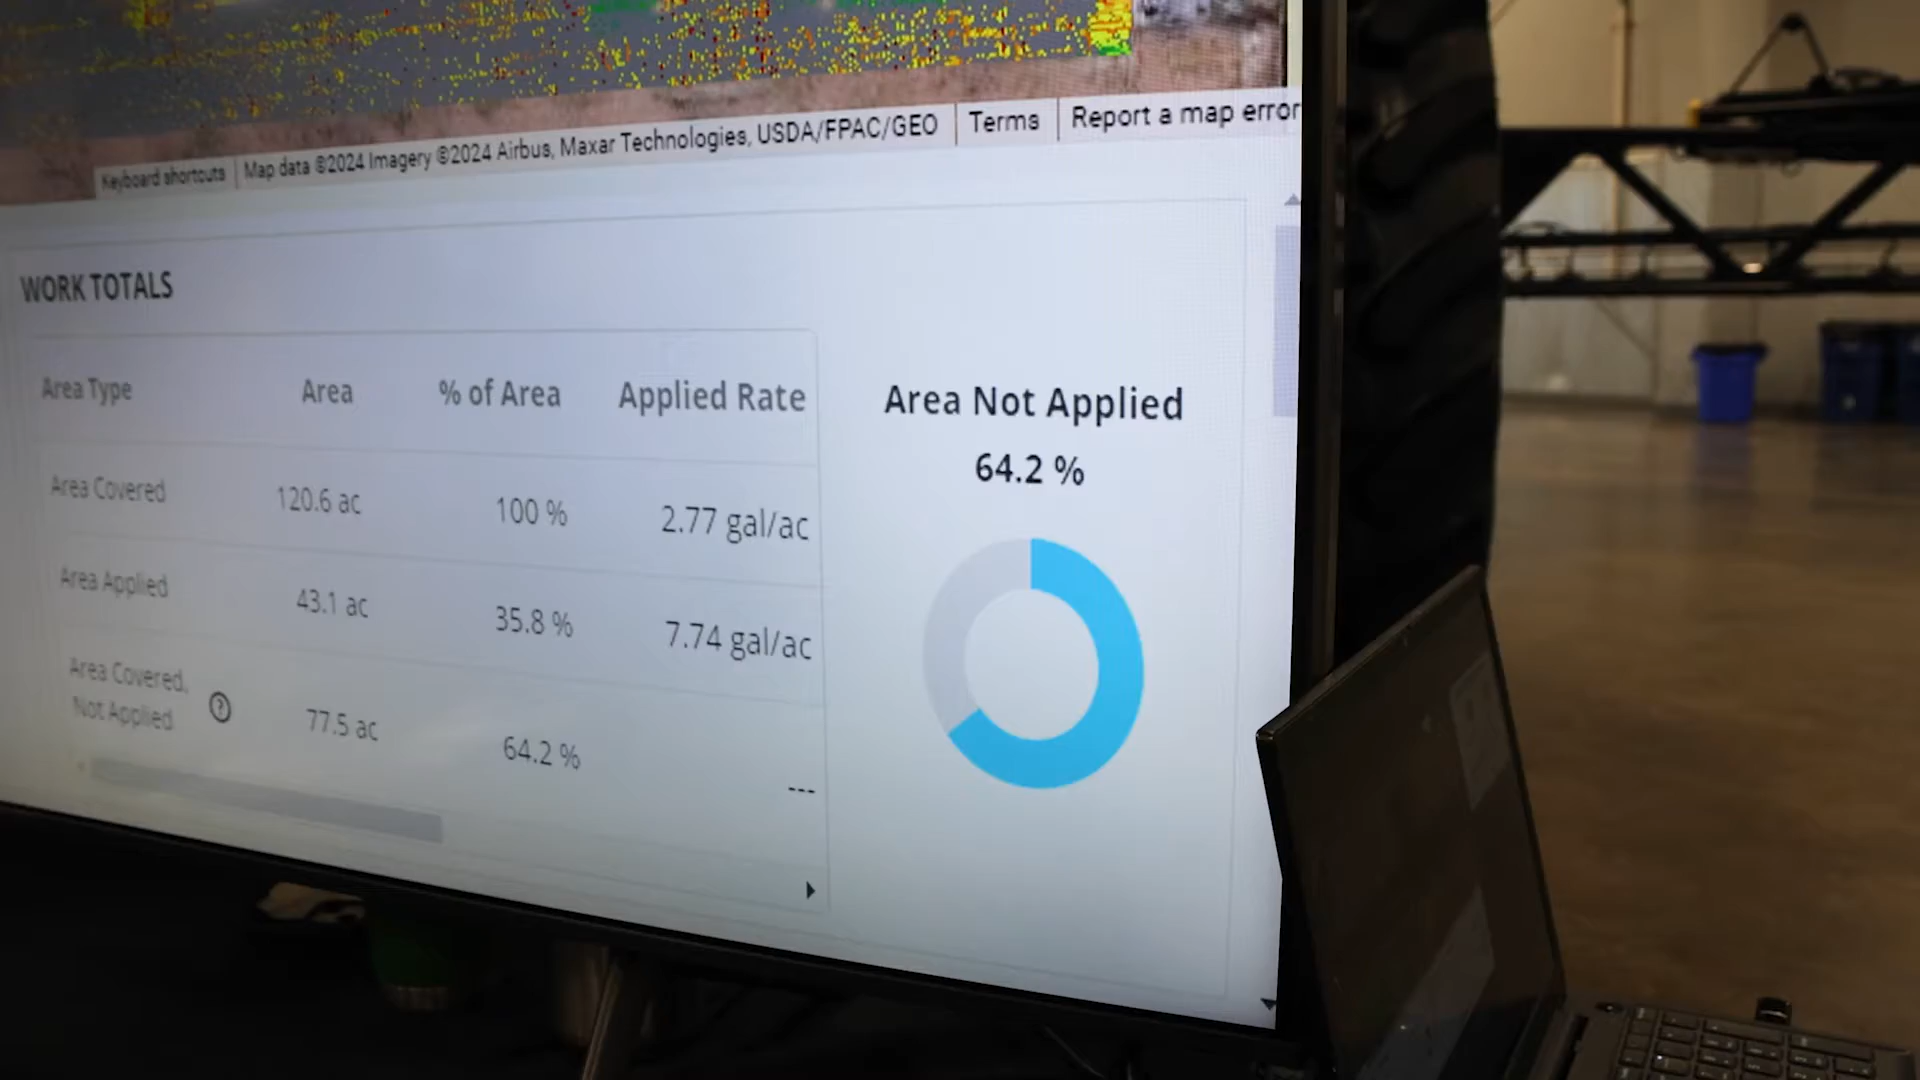 Keyboard shortcuts Map data ©2024 Imagery ©2024 Airbus, Maxar Technologies, USDA/FPAC/GEO Terms Report a map error
WORK TOTALS
Area Type Area % of Area Applied Rate
Area Covered 120.6 ac 100 % 2.77 gal/ac
Area Applied 43.1 ac 35.8 % 7.74 gal/ac
Area Covered,
Not Applied ? 77.5 ac 64.2 % ---
Area Not Applied
64.2 %